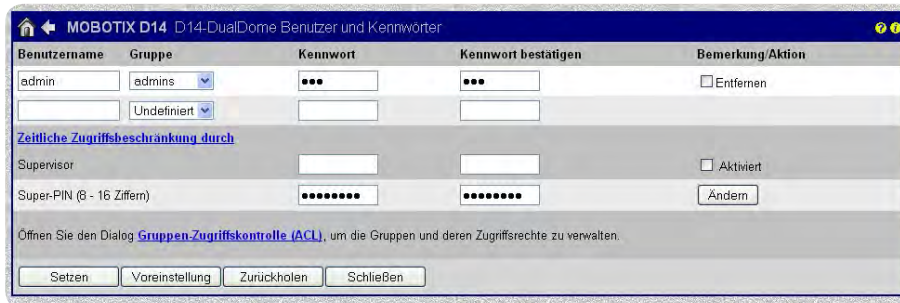 MOBOTIX D14 D14-DualDome Benutzer und Kennwörter
Benutzername Gruppe Kennwort Kennwort bestätigen Bemerkung/Aktion
admin admins ●●● ●●● Entfernen
Undefiniert
Zeitliche Zugriffsbeschränkung durch
Supervisor Aktiviert
Super-PIN (8 - 16 Ziffern) ●●●●●●●● ●●●●●●●● Ändern
Öffnen Sie den Dialog Gruppen-Zugriffskontrolle (ACL), um die Gruppen und deren Zugriffsrechte zu verwalten.
Setzen Voreinstellung Zurückholen Schließen